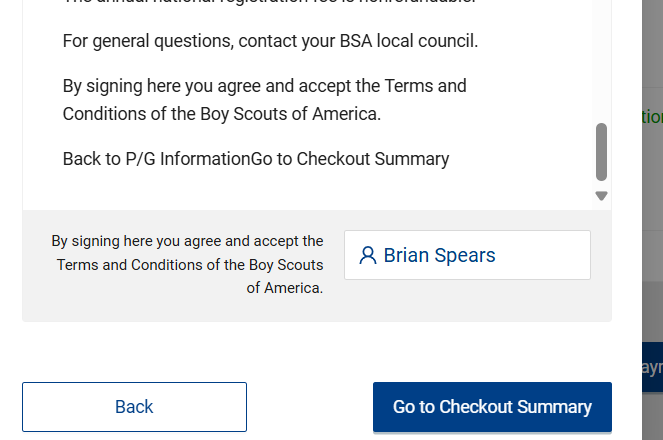 The annual national registration fee is nonrefundable.
For general questions, contact your BSA local council.
By signing here you agree and accept the Terms and
Conditions of the Boy Scouts of America.
Back to P/G InformationGo to Checkout Summary
By signing here you agree and accept the
Terms and Conditions of the Boy Scouts
of America.
Brian Spears
Back
Go to Checkout Summary